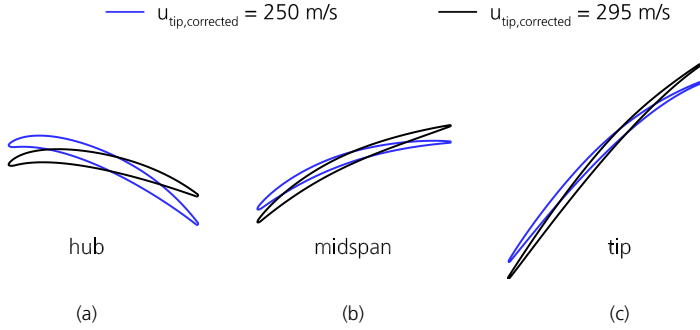 u_tip,corrected = 250 m/s u_tip,corrected = 295 m/s
hub midspan tip
(a) (b) (c)